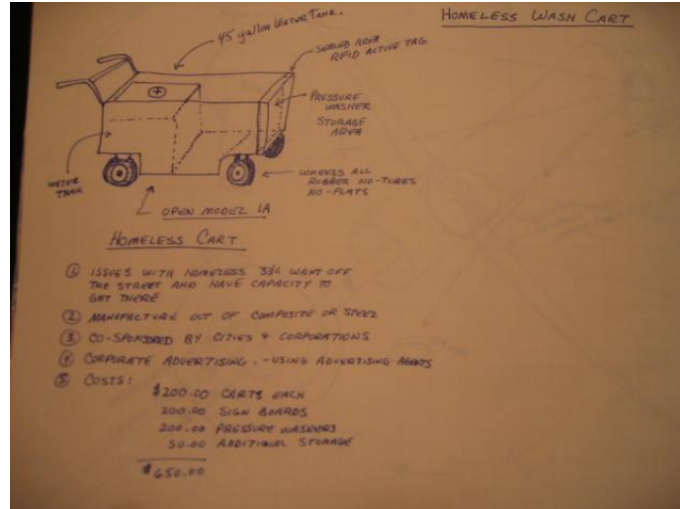 HOMELESS WASH CART
45 gallon WATER TANK.
SEALED AREA
RFID ACTIVE TAG.
PRESSURE
WASHER
STORAGE
AREA
WATER
TANK
WHEELS ALL
RUBBER NO-TUBES
NO-FLATS
OPEN MODEL 1A
HOMELESS CART
① ISSUES WITH HOMELESS 33% WANT OFF
THE STREET AND HAVE CAPACITY TO
GET THERE
② MANUFACTURE OUT OF COMPOSITE OR STEEL
③ CO-SPONSORED BY CITIES & CORPORATIONS
④ CORPORATE ADVERTISING. - USING ADVERTISING AGENTS
⑤ COSTS:
$200.00 CARTS EACH
200.00 SIGN BOARDS
200.00 PRESSURE WASHERS
50.00 ADDITIONAL STORAGE
$650.00